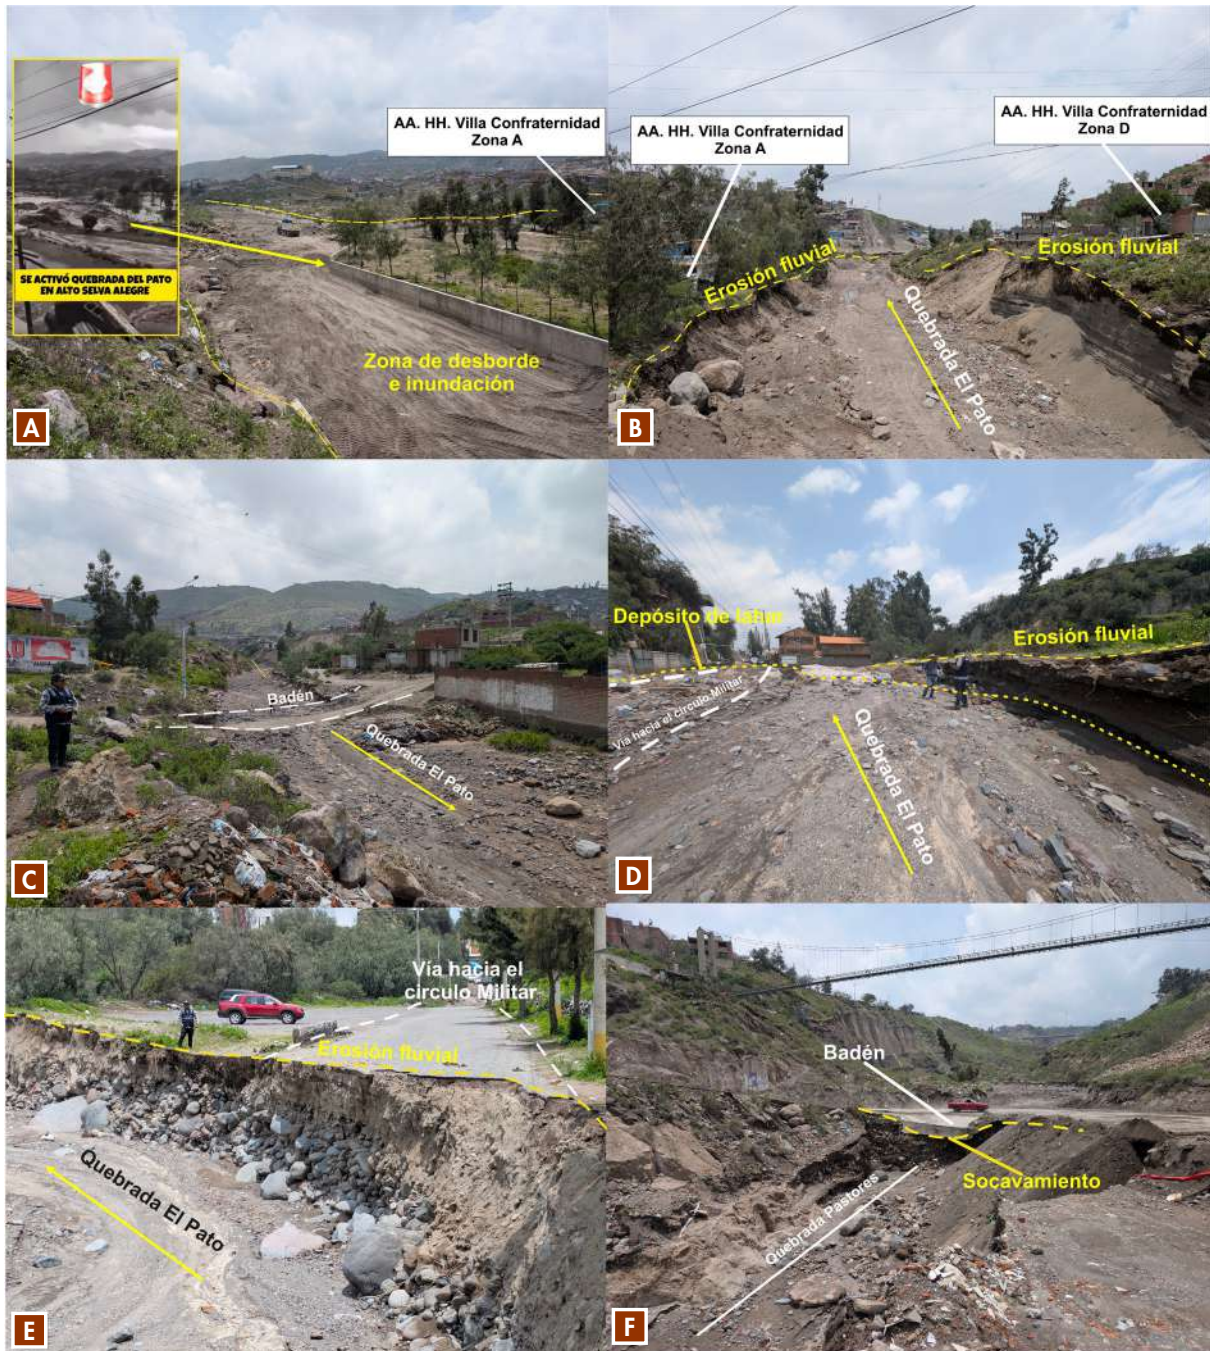 AA. HH. Villa Confraternidad
Zona A
SE ACTIVÓ QUEBRADA DEL PATO
EN ALTO SELVA ALEGRE
Zona de desborde
e inundación
A
AA. HH. Villa Confraternidad
Zona A
AA. HH. Villa Confraternidad
Zona D
Erosión fluvial
Erosión fluvial
Quebrada El Pato
B
Badén
Quebrada El Pato
C
Depósito de lahar
Erosión fluvial
Vía hacia el circulo Militar
Quebrada El Pato
D
Vía hacia el
circulo Militar
Erosión fluvial
Quebrada El Pato
E
Badén
Socavamiento
Quebrada Pastores
F